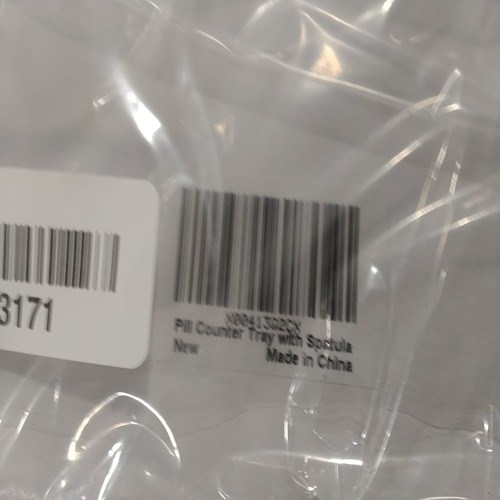 3171
Pill Counter Tray with Spatula
New
Made in China